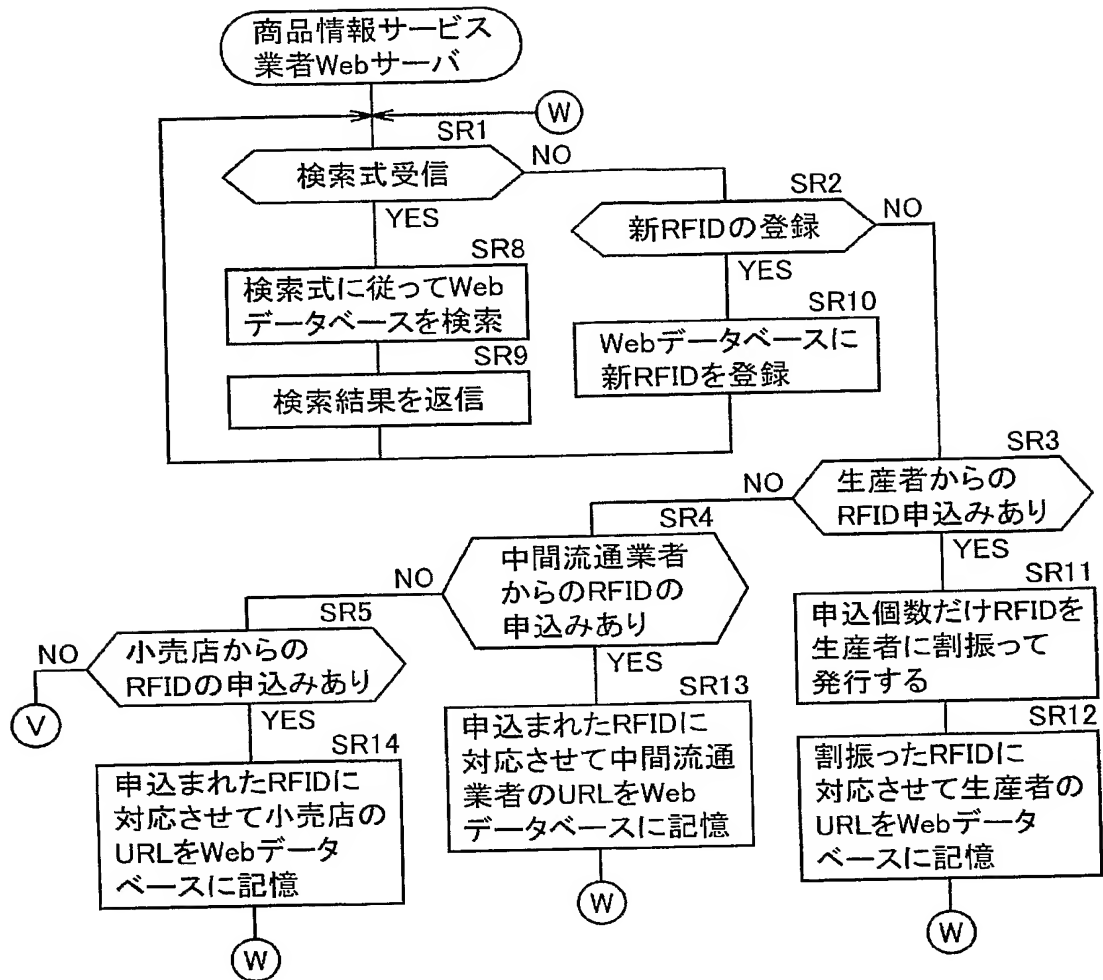 商品情報サービス
業者Webサーバ
W
SR1
検索式受信
NO
YES
SR2
新RFIDの登録
NO
YES
SR8
検索式に従ってWeb
データベースを検索
SR9
検索結果を返信
SR10
Webデータベースに
新RFIDを登録
SR3
生産者からの
RFID申込みあり
NO
YES
SR4
中間流通業者
からのRFIDの
申込みあり
NO
YES
SR5
小売店からの
RFIDの申込みあり
NO
YES
V
SR11
申込個数だけRFIDを
生産者に割振って
発行する
SR12
割振ったRFIDに
対応させて生産者の
URLをWebデータ
ベースに記憶
W
SR13
申込まれたRFIDに
対応させて中間流通
業者のURLをWeb
データベースに記憶
W
SR14
申込まれたRFIDに
対応させて小売店の
URLをWebデータ
ベースに記憶
W